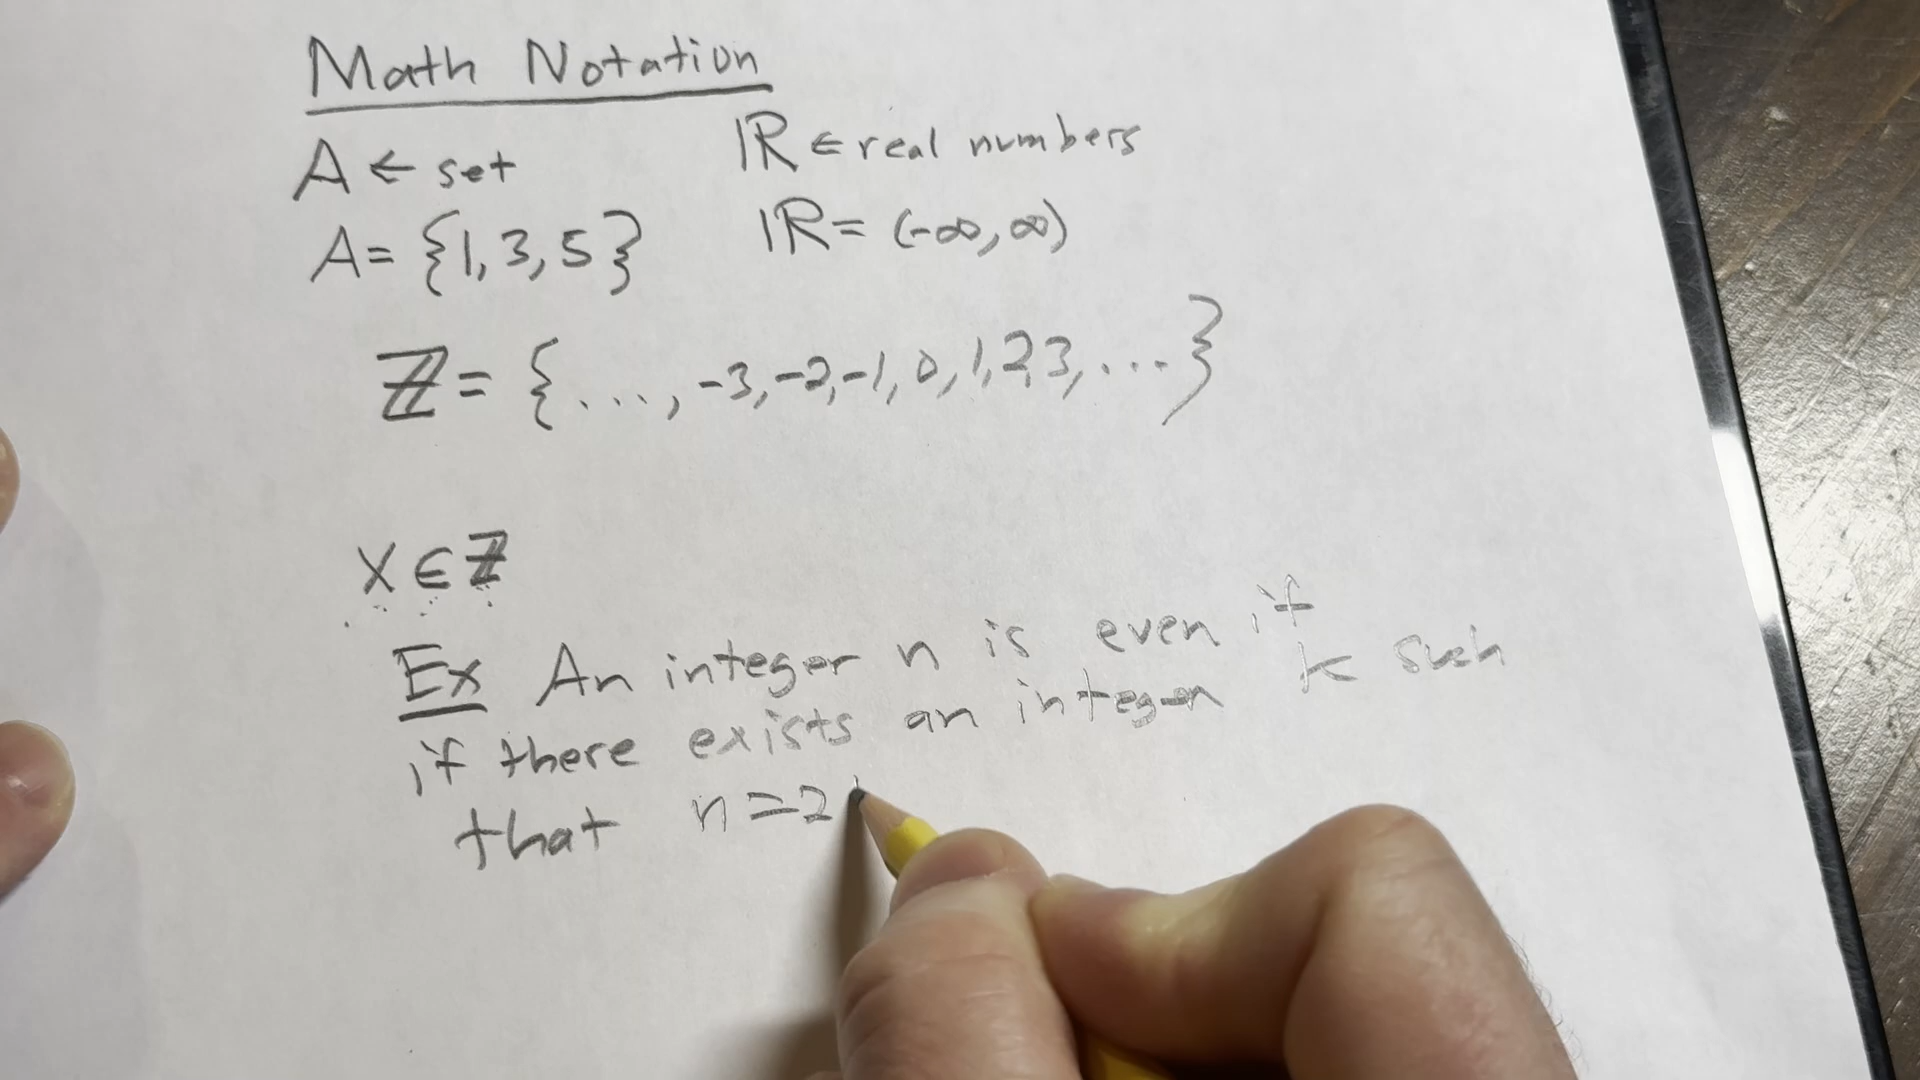 Math Notation
A ← set
ℝ ← real numbers
A = {1, 3, 5}
ℝ = (-∞, ∞)
ℤ = {..., -3, -2, -1, 0, 1, 2, 3, ...}
X ∈ ℤ
Ex An integer n is even if
if there exists an integer k such
that n = 2